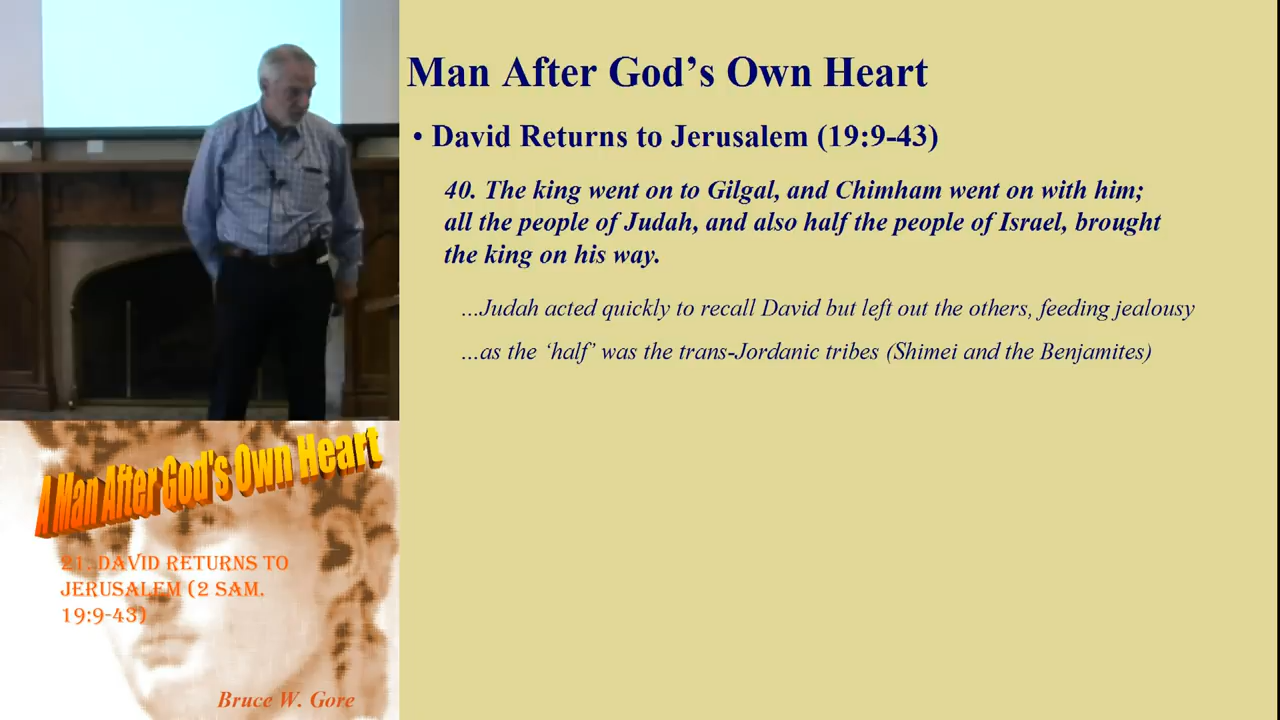 Man After God's Own Heart
• David Returns to Jerusalem (19:9-43)
40. The king went on to Gilgal, and Chimham went on with him;
all the people of Judah, and also half the people of Israel, brought
the king on his way.
...Judah acted quickly to recall David but left out the others, feeding jealousy
...as the ‘half’ was the trans-Jordanic tribes (Shimei and the Benjamites)
A Man After God's Own Heart
21. DAVID RETURNS TO
JERUSALEM (2 SAM.
19:9-43)
Bruce W. Gore